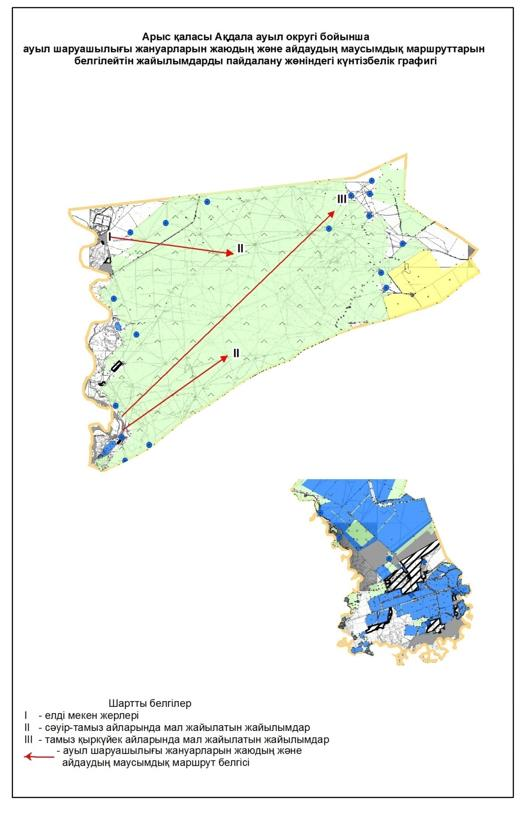 Арыс қаласы Ақдала ауыл округі бойынша
ауыл шаруашылығы жануарларын жаюдың және айдаудың маусымдық маршруттарын
белгілейтін жайылымдарды пайдалану жөніндегі күнтізбелік графигі
III
I
II
II
Шартты белгілер
I - елді мекен жерлері
II - сәуір-тамыз айларында мал жайылатын жайылымдар
III - тамыз қыркүйек айларында мал жайылатын жайылымдар
- ауыл шаруашылығы жануарларын жаюдың және
айдаудың маусымдық маршрут белгісі